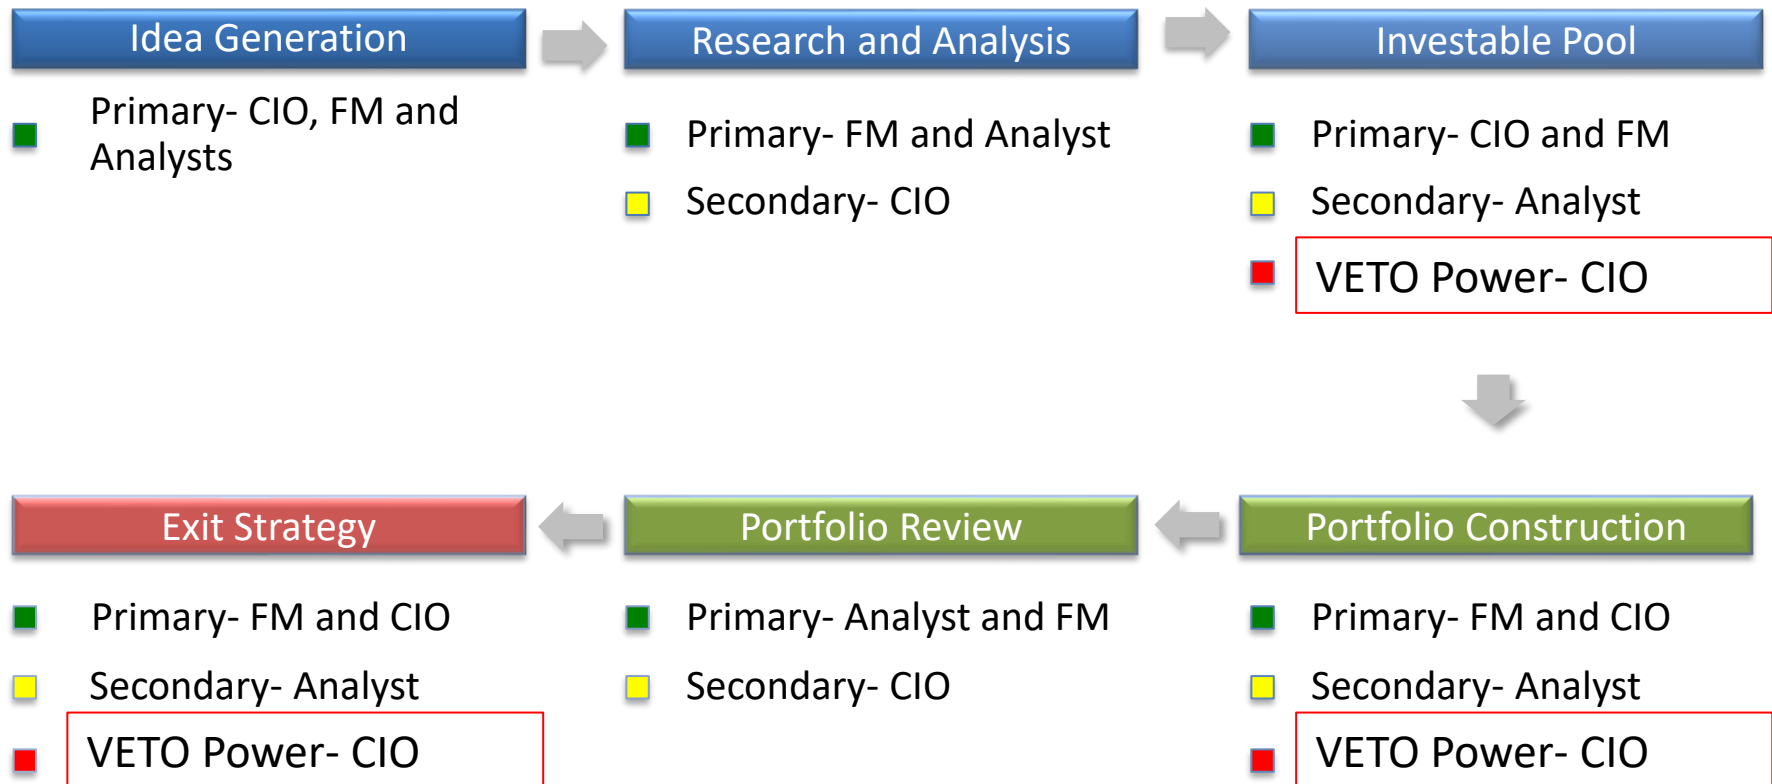 Idea Generation
Primary- CIO, FM and
Analysts
Research and Analysis
Primary- FM and Analyst
Secondary- CIO
Investable Pool
Primary- CIO and FM
Secondary- Analyst
VETO Power- CIO
Portfolio Construction
Primary- FM and CIO
Secondary- Analyst
VETO Power- CIO
Portfolio Review
Primary- Analyst and FM
Secondary- CIO
Exit Strategy
Primary- FM and CIO
Secondary- Analyst
VETO Power- CIO